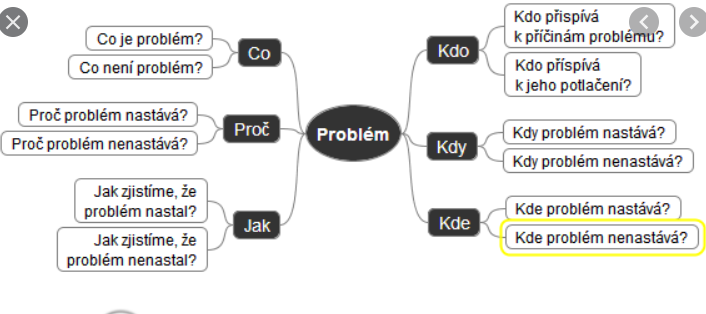 Problém
Co
Co je problém?
Co není problém?
Proč
Proč problém nastává?
Proč problém nenastává?
Jak
Jak zjistíme, že
problém nastal?
Jak zjistíme, že
problém nenastal?
Kdo
Kdo přispívá
k příčinám problému?
Kdo příspívá
k jeho potlačení?
Kdy
Kdy problém nastává?
Kdy problém nenastává?
Kde
Kde problém nastává?
Kde problém nenastává?